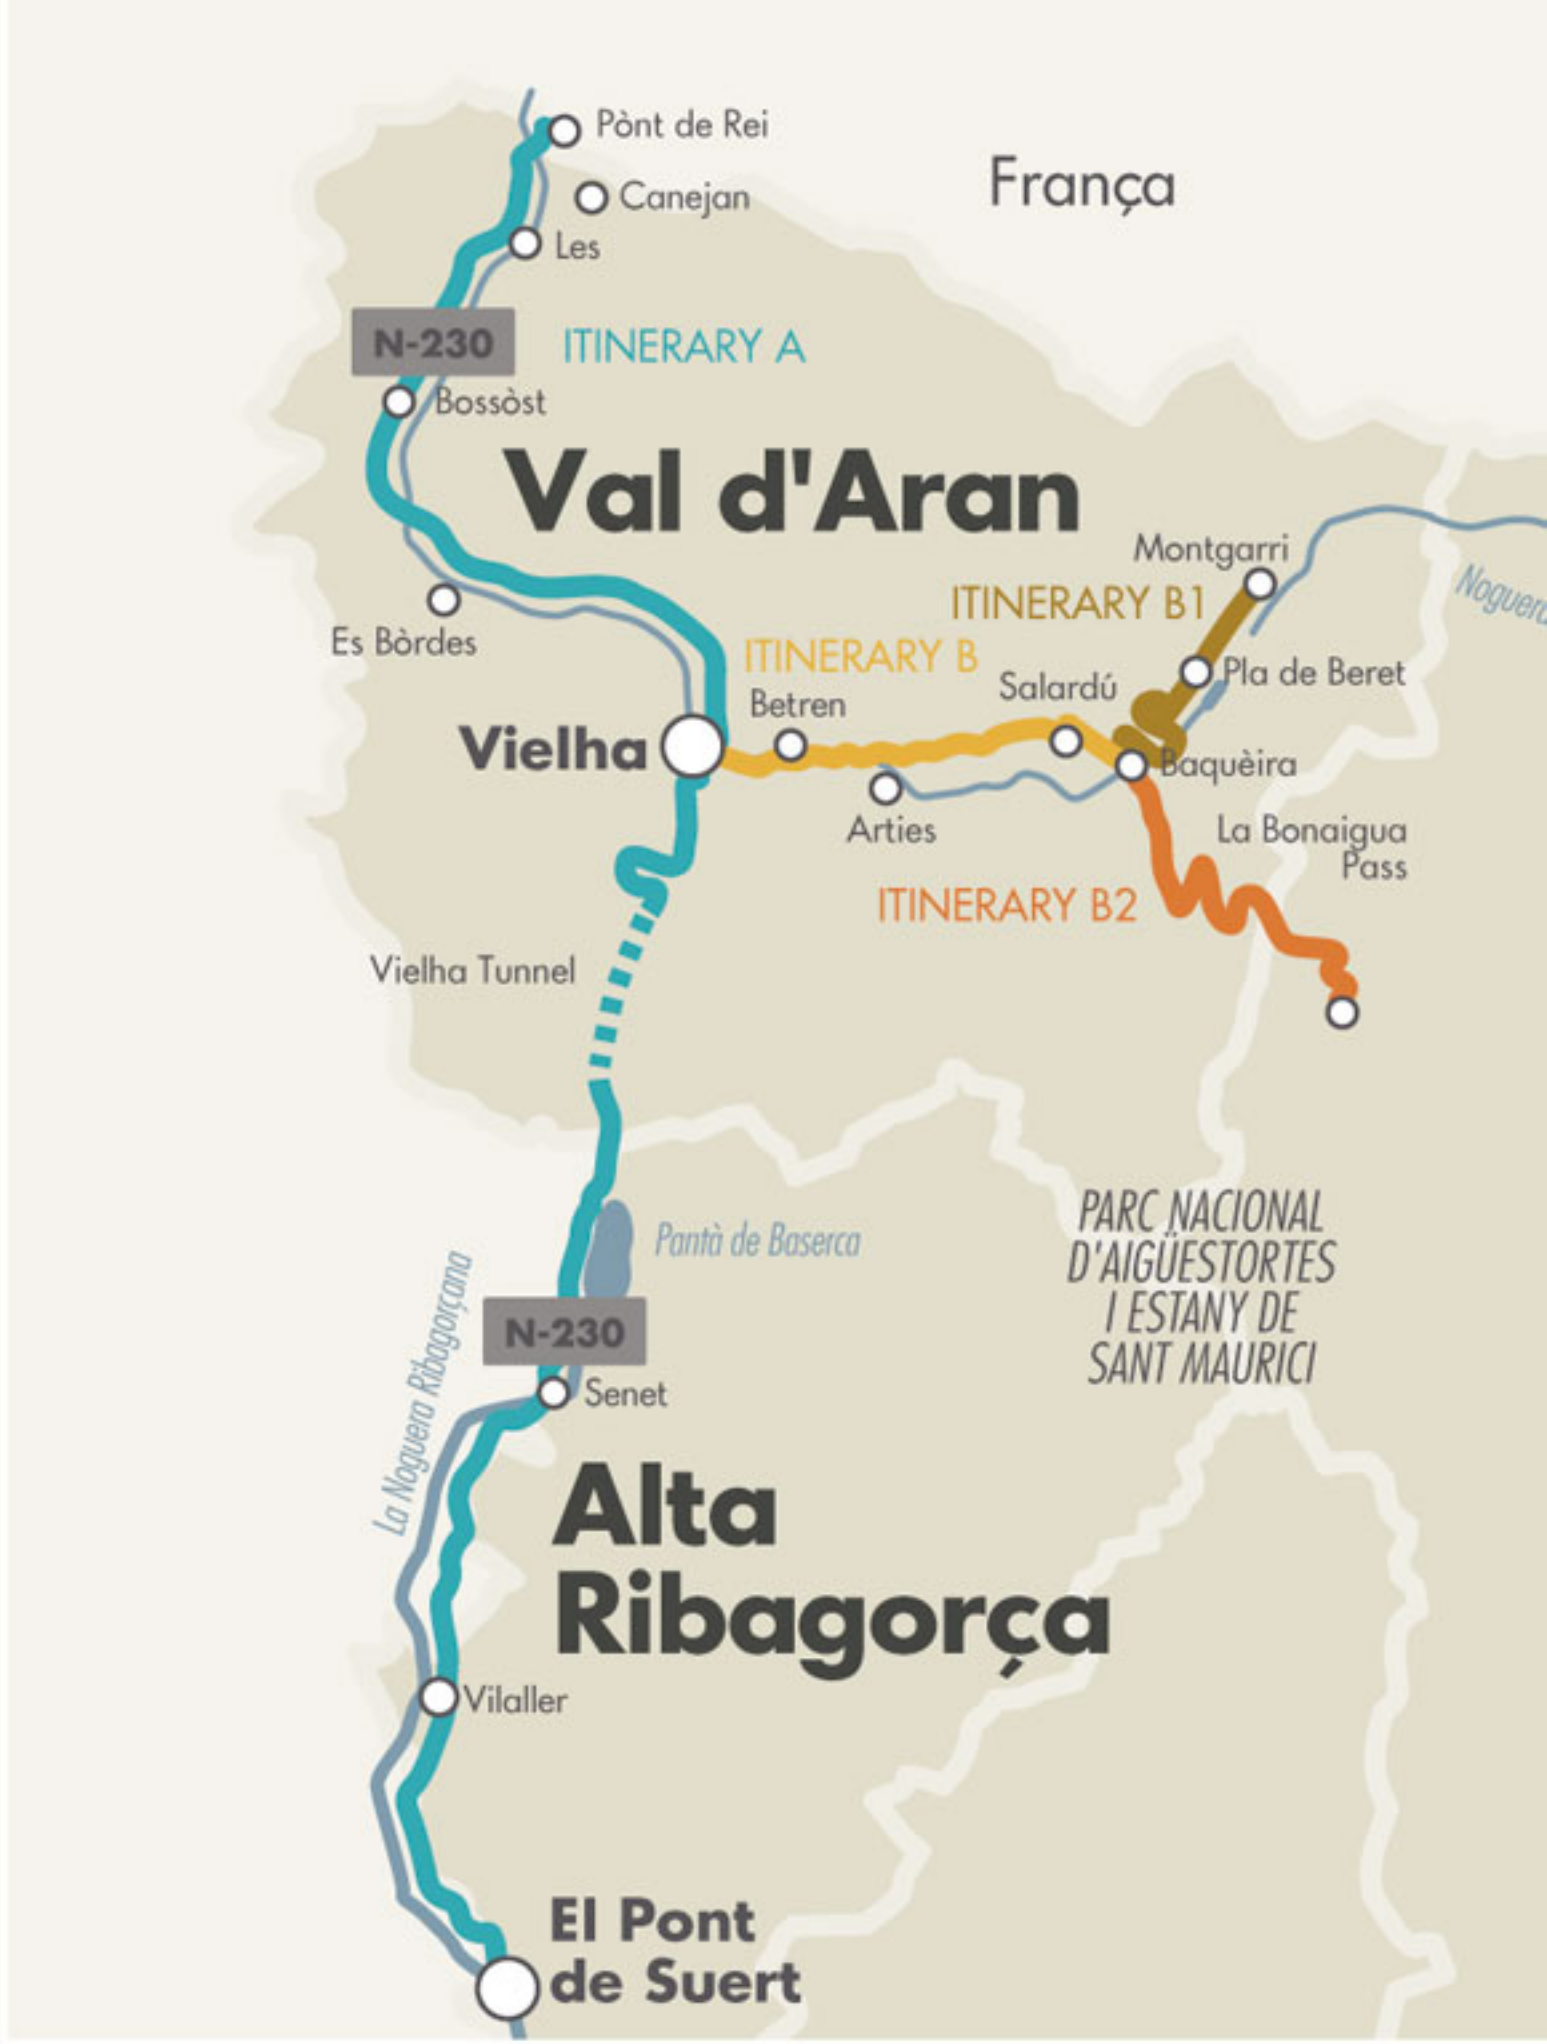 Pònt de Rei
França
Canejan
Les
N-230
ITINERARY A
Bossòst
Val d'Aran
Montgarri
Noguera
ITINERARY B1
Es Bòrdes
ITINERARY B
Salardú
Pla de Beret
Betren
Vielha
Baquèira
Arties
La Bonaigua
Pass
ITINERARY B2
Vielha Tunnel
PARC NACIONAL
D'AIGÜESTORTES
I ESTANY DE
SANT MAURICI
Pantà de Baserca
La Noguera Ribagorçana
N-230
Senet
Alta
Ribagorça
Vilaller
El Pont
de Suert